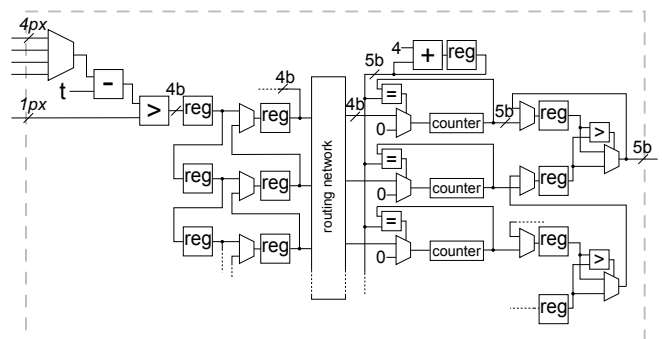 4px
4
+
reg
5b
t
-
>
4b
reg
4b
=
1px
reg
4b
0
counter
5b
reg
>
5b
routing network
=
reg
reg
0
counter
reg
=
reg
reg
0
counter
reg
>
reg